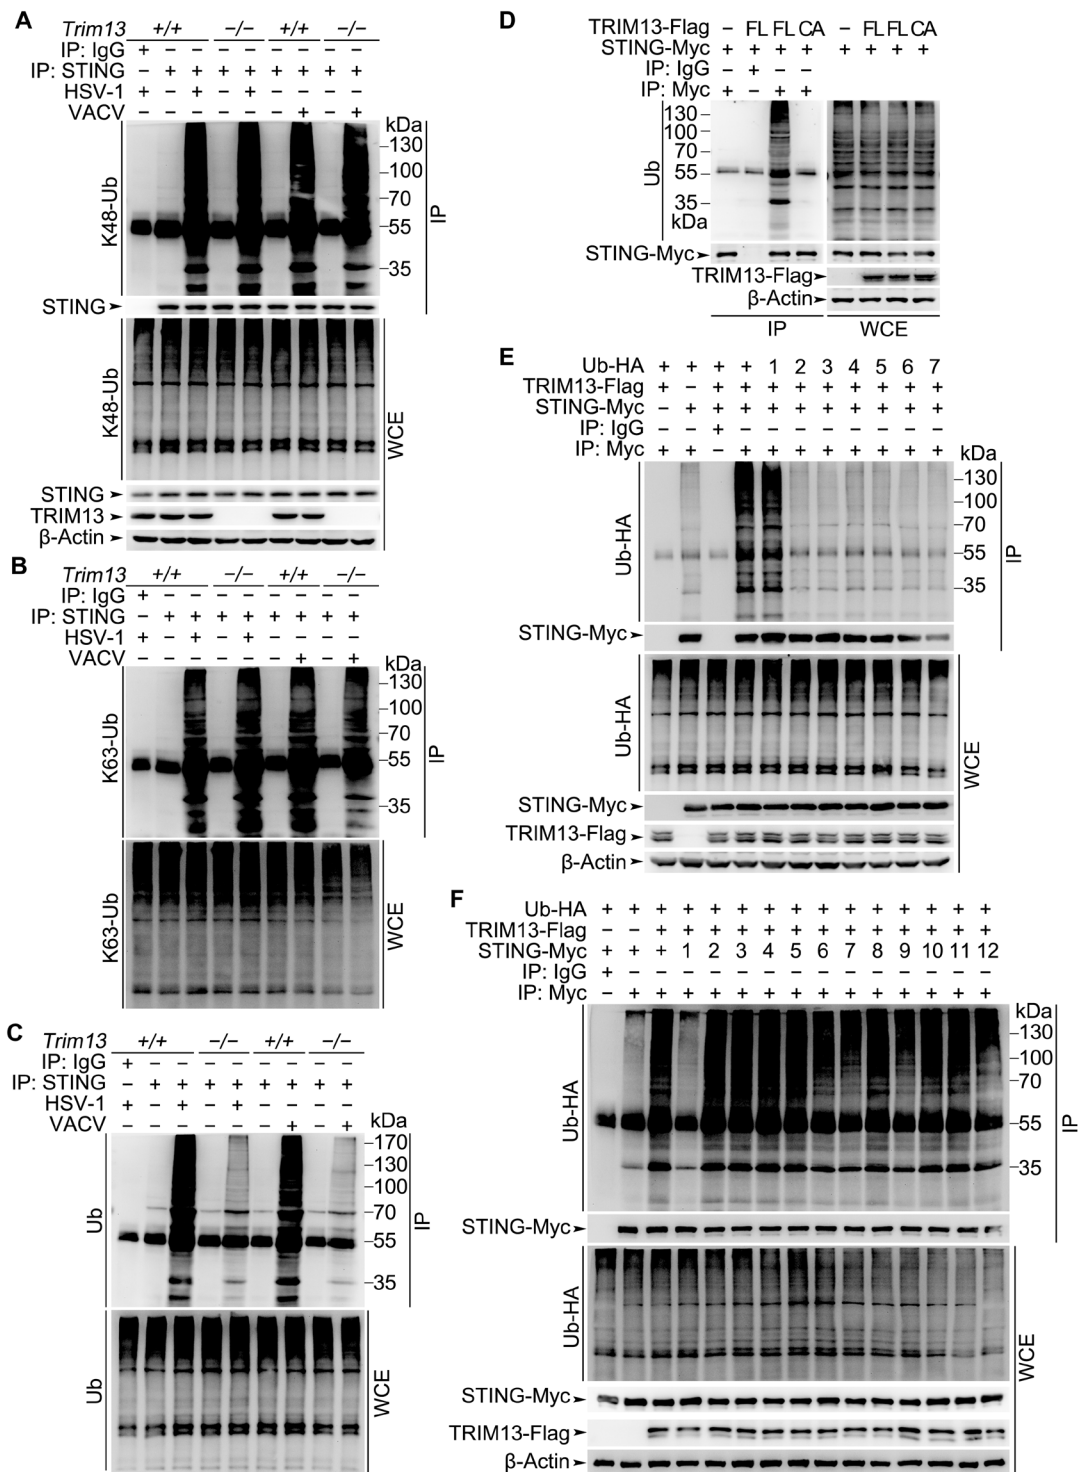 A
Trim13 +/+ −/− +/+ −/−
IP: IgG + − − − − − − − −
IP: STING − + + + + + + + +
HSV-1 + − + − + − − − −
VACV − − − − − − + − +
kDa
130
100
70
55
35
K48-Ub
IP
STING
K48-Ub
WCE
STING
TRIM13
β-Actin
B
Trim13 +/+ −/− +/+ −/−
IP: IgG + − − − − − − − −
IP: STING − + + + + + + + +
HSV-1 + − + − + − − − −
VACV − − − − − − + − +
kDa
130
100
70
55
35
K63-Ub
IP
K63-Ub
WCE
C
Trim13 +/+ −/− +/+ −/−
IP: IgG + − − − − − − − −
IP: STING − + + + + + + + +
HSV-1 + − + − + − − − −
VACV − − − − − − + − +
kDa
170
130
100
70
55
35
Ub
IP
Ub
WCE
D
TRIM13-Flag − FL FL CA − FL FL CA
STING-Myc + + + + + + + +
IP: IgG − + − −
IP: Myc + − + +
130
100
70
55
35
kDa
Ub
STING-Myc
TRIM13-Flag
β-Actin
IP WCE
E
Ub-HA + + + + 1 2 3 4 5 6 7
TRIM13-Flag + − + + + + + + + + +
STING-Myc − + + + + + + + + + +
IP: IgG − − + − − − − − − − −
IP: Myc + + − + + + + + + + +
kDa
130
100
70
55
35
Ub-HA
IP
STING-Myc
Ub-HA
WCE
STING-Myc
TRIM13-Flag
β-Actin
F
Ub-HA + + + + + + + + + + + + + + +
TRIM13-Flag − − + + + + + + + + + + + + +
STING-Myc + + + 1 2 3 4 5 6 7 8 9 10 11 12
IP: IgG + − − − − − − − − − − − − − −
IP: Myc − + + + + + + + + + + + + + +
kDa
130
100
70
55
35
Ub-HA
IP
STING-Myc
Ub-HA
WCE
STING-Myc
TRIM13-Flag
β-Actin